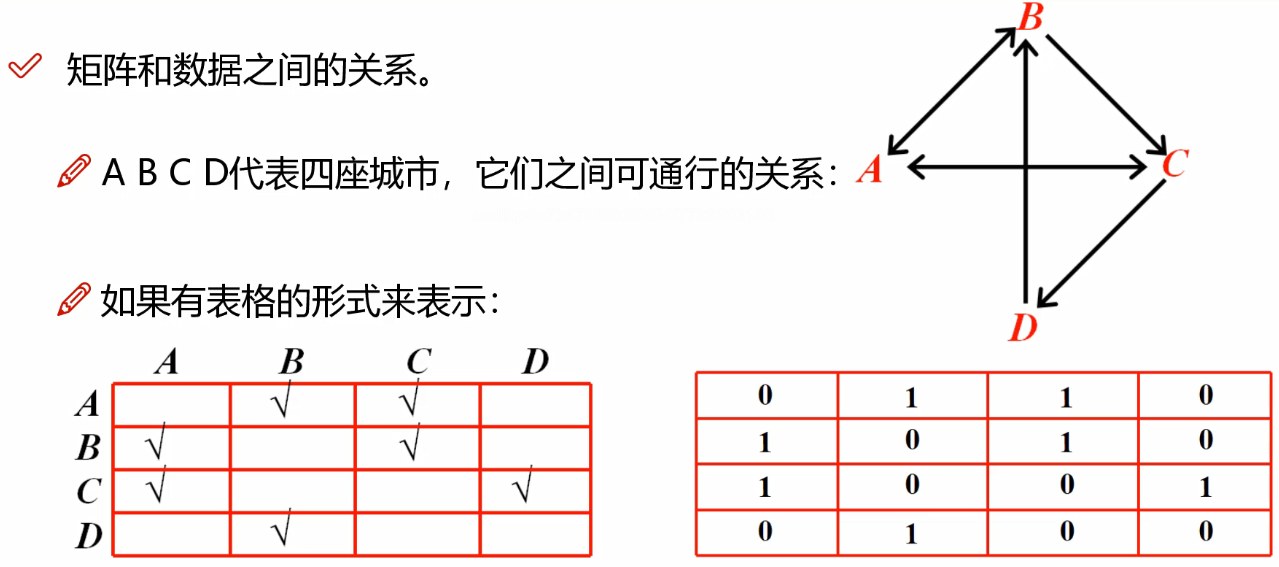 矩阵和数据之间的关系。
A B C D代表四座城市，它们之间可通行的关系：
B
A
C
D
如果有表格的形式来表示：
A B C D
A √ √
B √ √
C √ √
D √
0 1 1 0
1 0 1 0
1 0 0 1
0 1 0 0